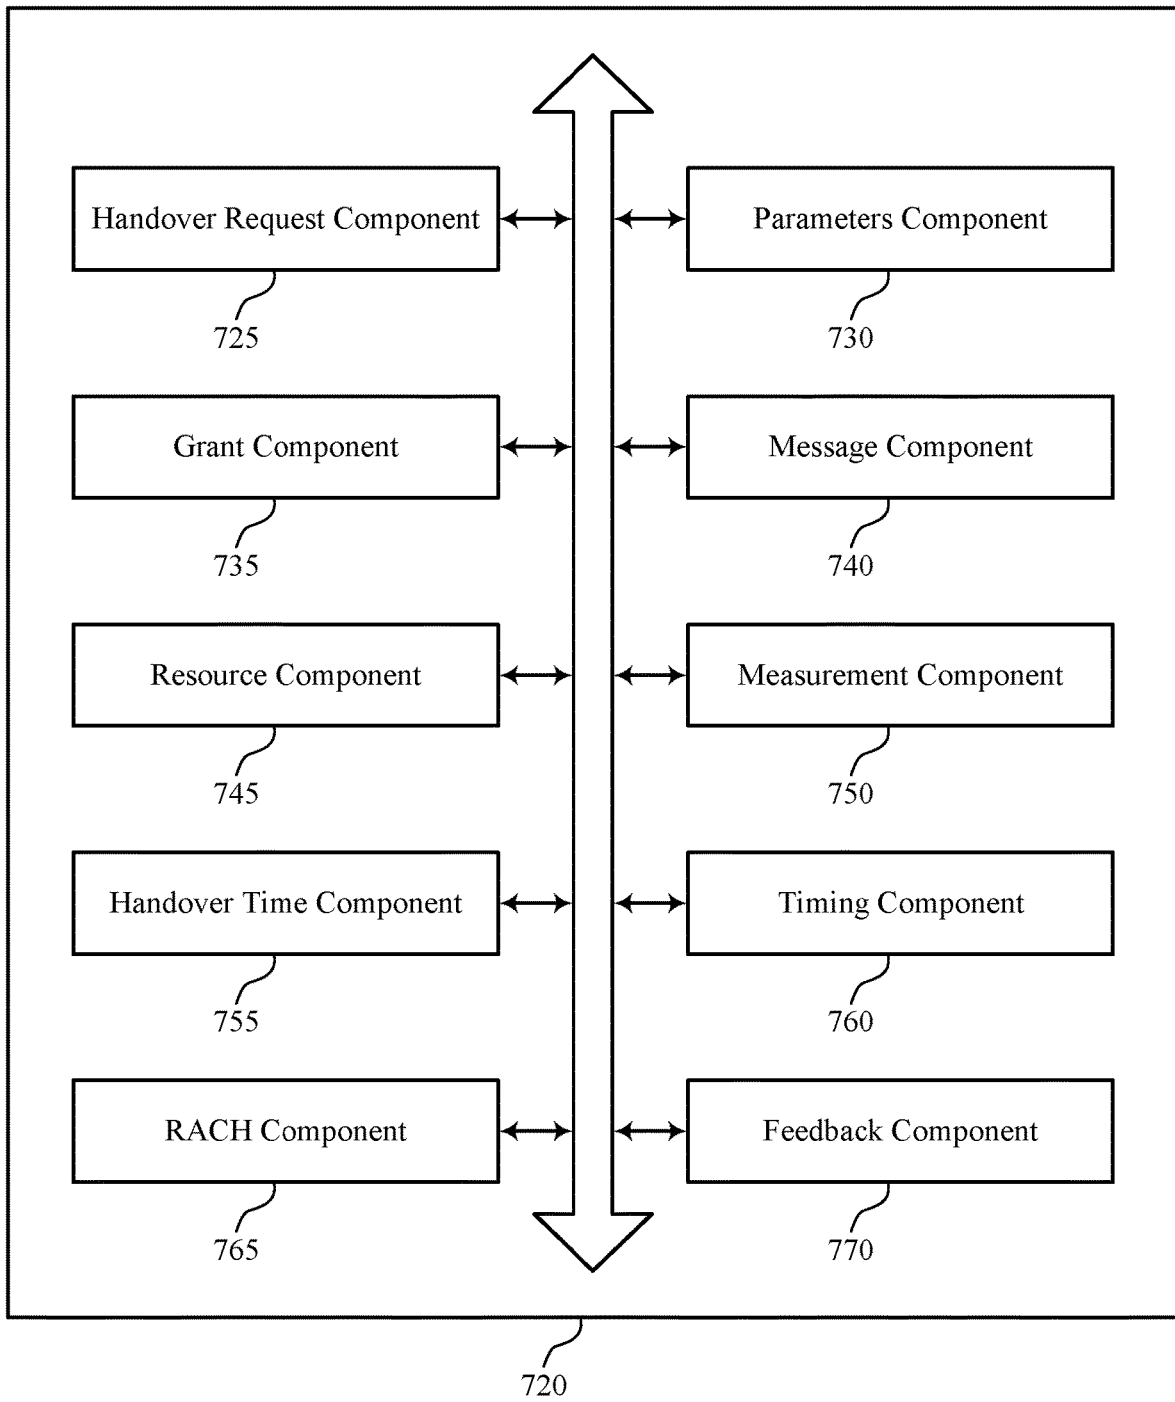 Handover Request Component
Parameters Component
725
730
Grant Component
Message Component
735
740
Resource Component
Measurement Component
745
750
Handover Time Component
Timing Component
755
760
RACH Component
Feedback Component
765
770
720